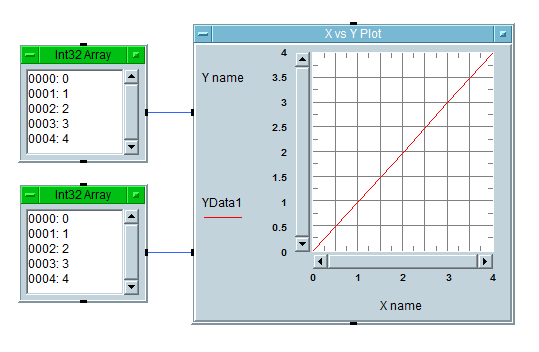 Int32 Array
0000: 0
0001: 1
0002: 2
0003: 3
0004: 4
Int32 Array
0000: 0
0001: 1
0002: 2
0003: 3
0004: 4
X vs Y Plot
Y name
YData1
4
3.5
3
2.5
2
1.5
1
0.5
0
0 1 2 3 4
X name